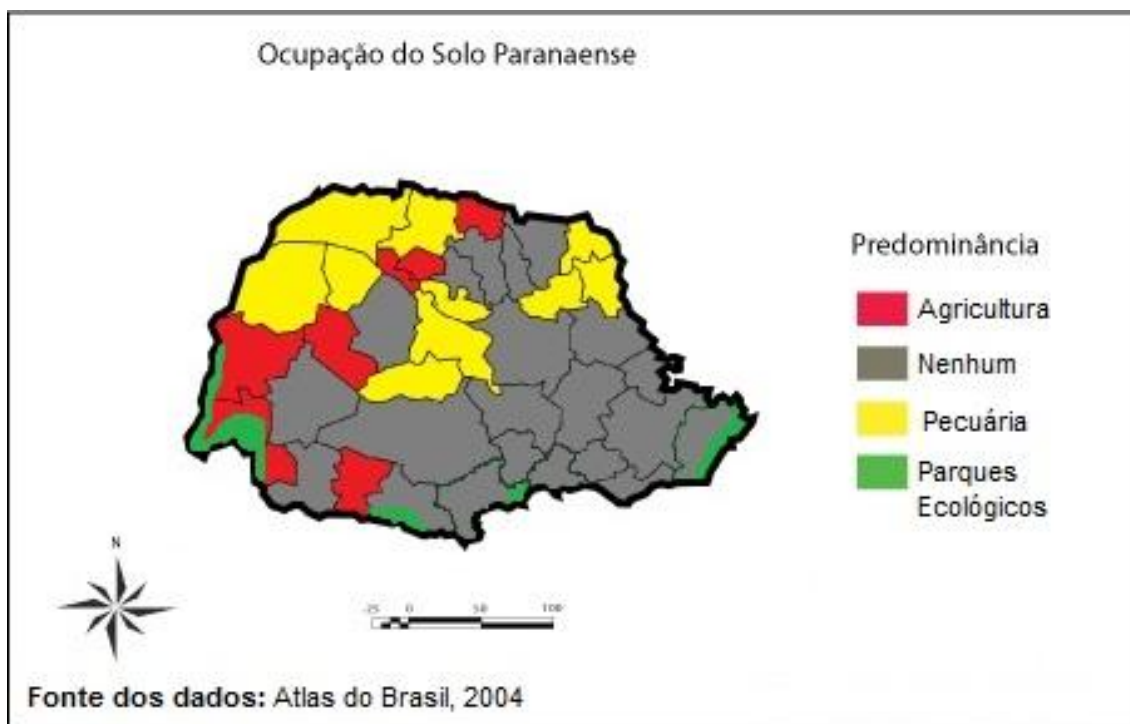 Ocupação do Solo Paranaense
Predominância
Agricultura
Nenhum
Pecuária
Parques
Ecológicos
N
-25 0 50 100
Fonte dos dados: Atlas do Brasil, 2004